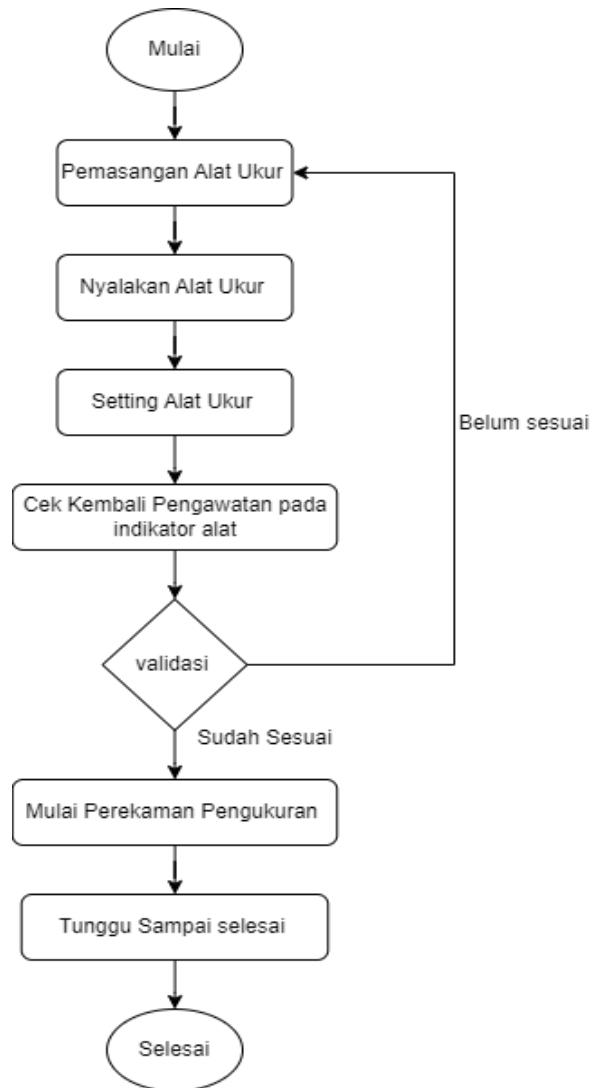 Mulai
Pemasangan Alat Ukur
Nyalakan Alat Ukur
Setting Alat Ukur
Belum sesuai
Cek Kembali Pengawatan pada
indikator alat
validasi
Sudah Sesuai
Mulai Perekaman Pengukuran
Tunggu Sampai selesai
Selesai